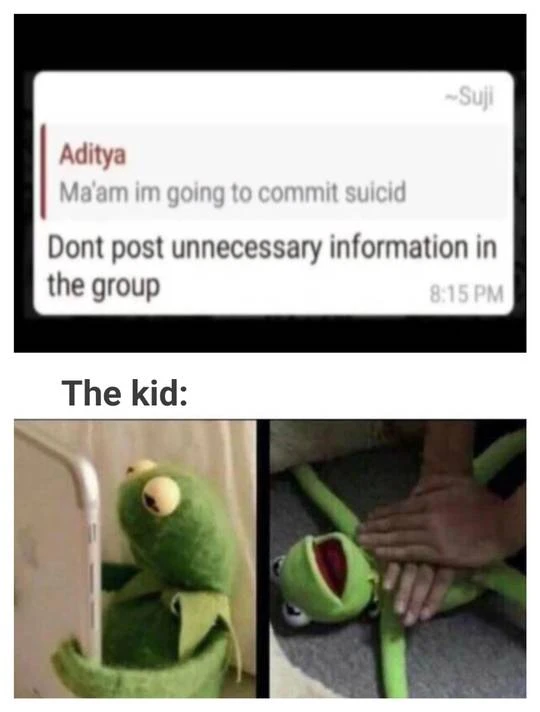 ~Suji
Aditya
Ma'am im going to commit suicid
Dont post unnecessary information in
the group
8:15 PM
The kid: